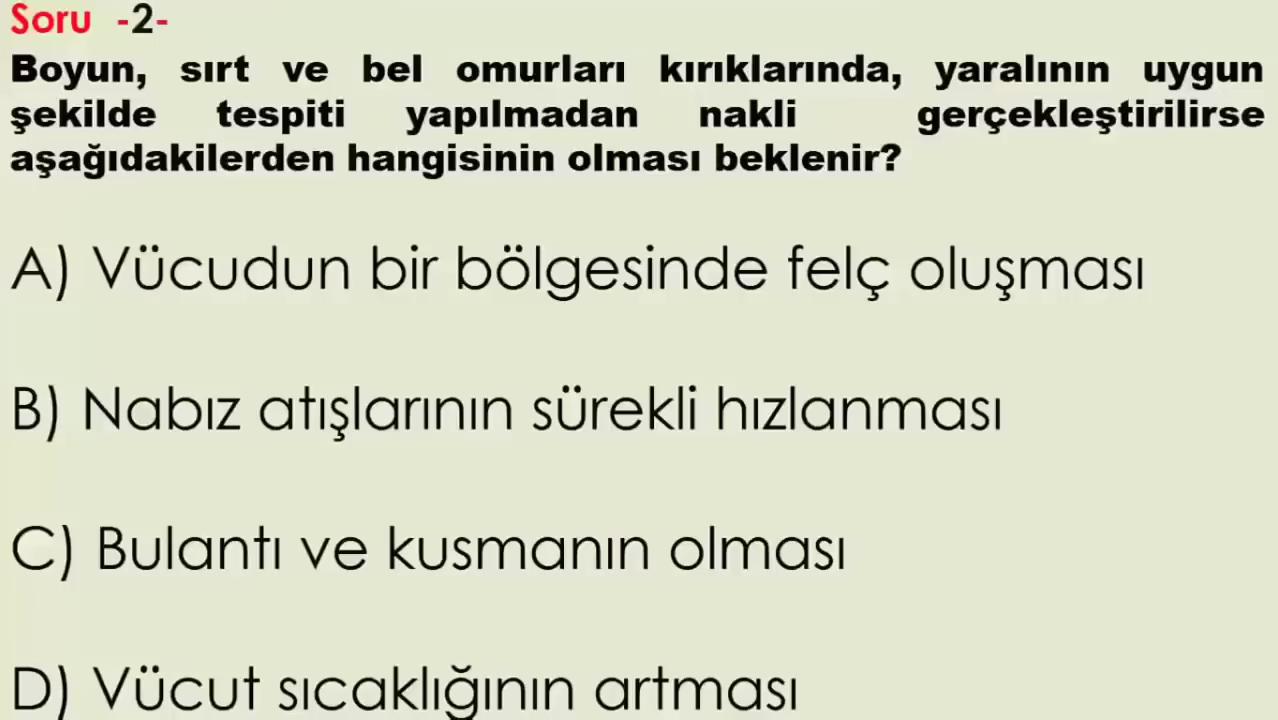 Soru -2-
Boyun, sırt ve bel omurları kırıklarında, yaralının uygun
şekilde tespiti yapılmadan nakli gerçekleştirilirse
aşağıdakilerden hangisinin olması beklenir?
A) Vücudun bir bölgesinde felç oluşması
B) Nabız atışlarının sürekli hızlanması
C) Bulantı ve kusmanın olması
D) Vücut sıcaklığının artması